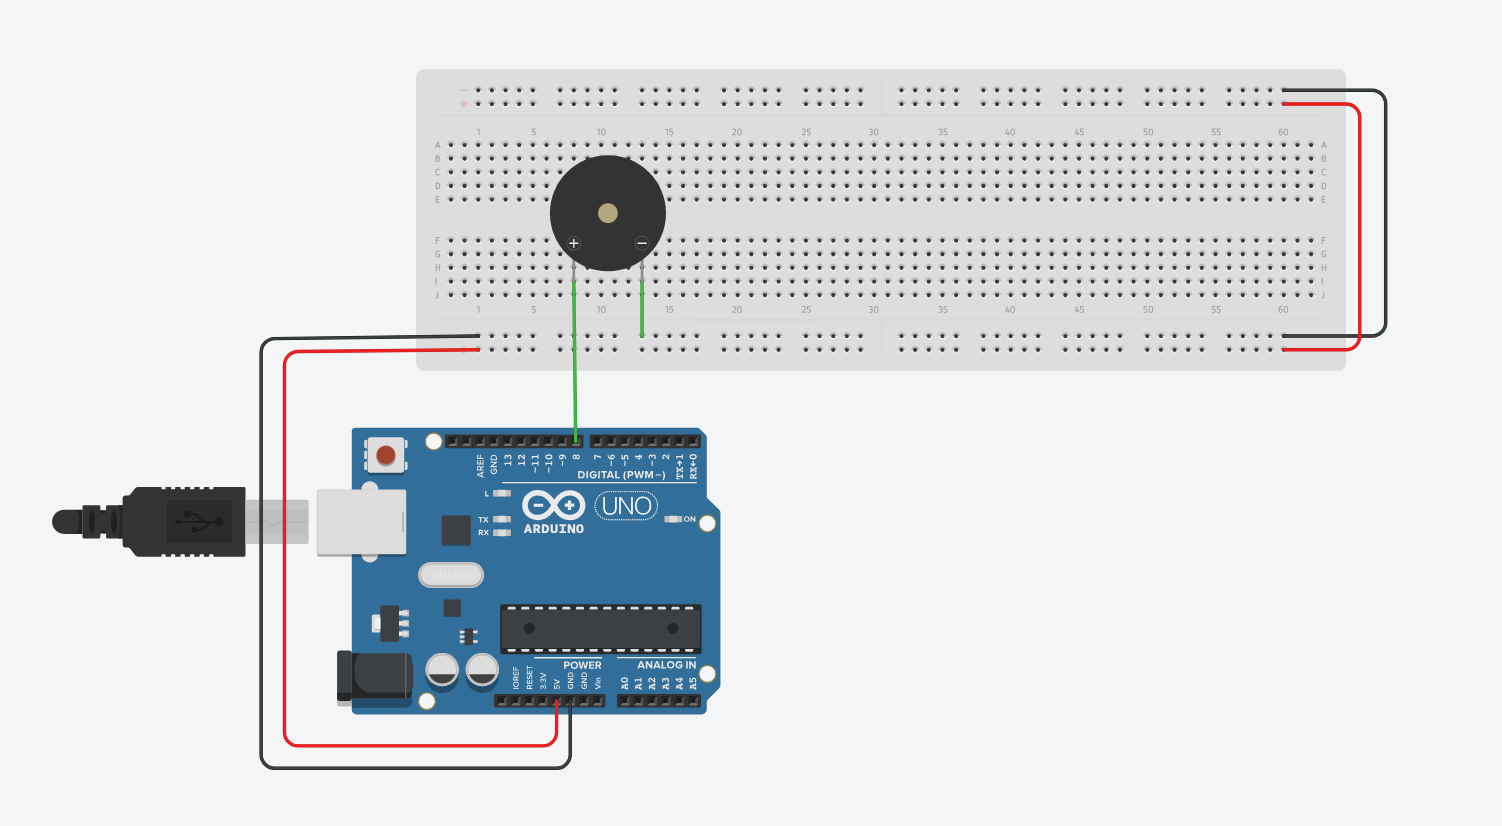 − 
+
1 5 10 15 20 25 30 35 40 45 50 55 60
A A
B B
C C
D D
E E
+ −
F F
G G
H H
I I
J J
1 5 10 15 20 25 30 35 40 45 50 55 60
AREF GND 13 12 ~11 ~10 ~9 8 7 ~6 ~5 4 ~3 2 TX→1 RX←0
DIGITAL (PWM~)
L
UNO
TX ON
RX ARDUINO
POWER ANALOG IN
IOREF RESET 3.3V 5V GND GND Vin A0 A1 A2 A3 A4 A5